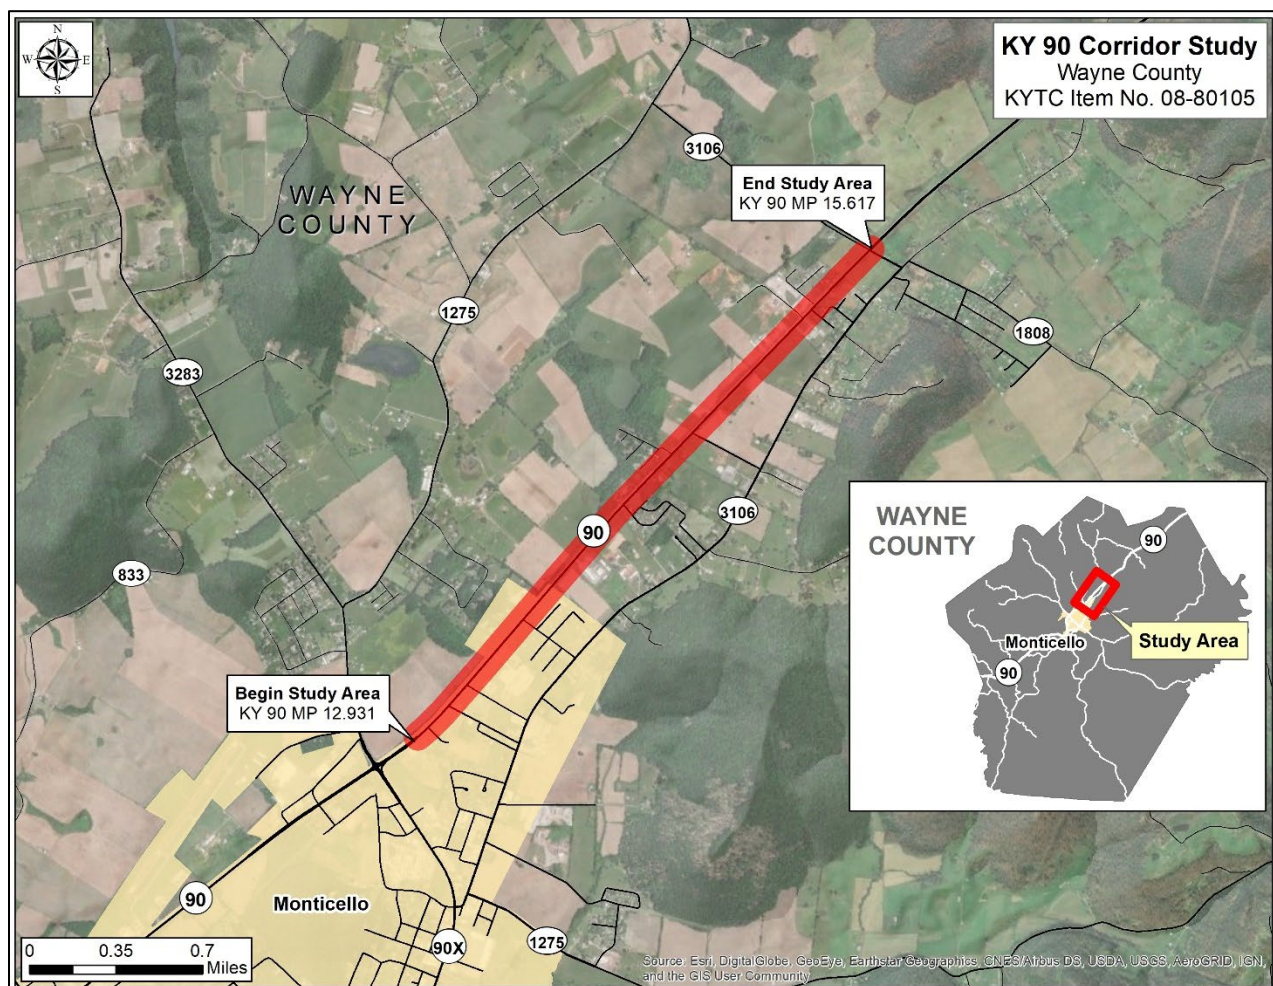 N
W E
S
KY 90 Corridor Study
Wayne County
KYTC Item No. 08-80105
3106
End Study Area
KY 90 MP 15.617
WAYNE
COUNTY
1275
1808
3283
3106
90
833
WAYNE
COUNTY
90
Monticello
Study Area
90
Begin Study Area
KY 90 MP 12.931
90
Monticello
90X
1275
0 0.35 0.7
Miles
Source: Esri, DigitalGlobe, GeoEye, Earthstar Geographics, CNES/Airbus DS, USDA, USGS, AeroGRID, IGN,
and the GIS User Community